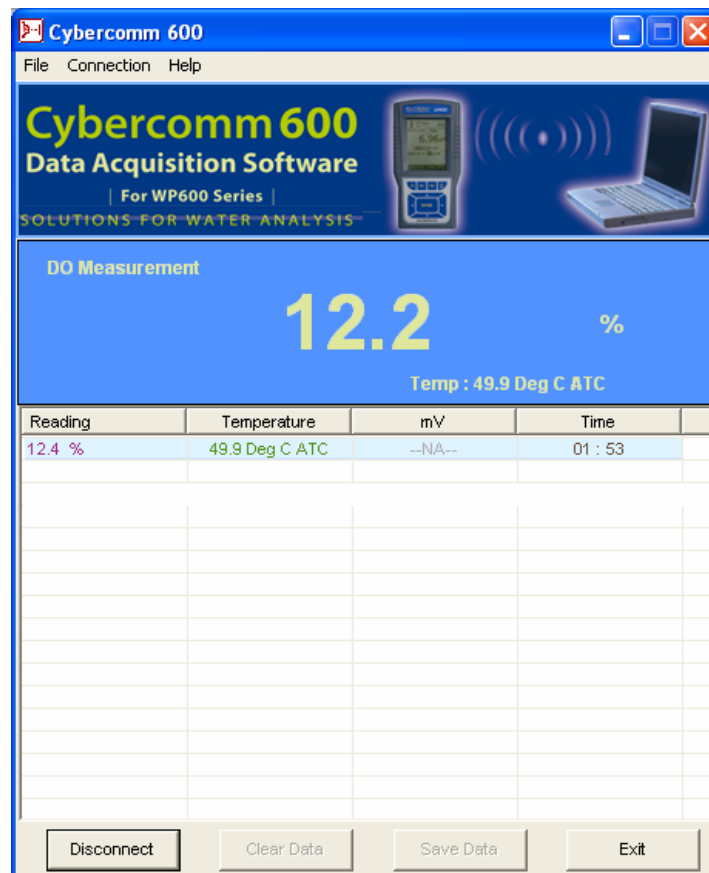 Cybercomm 600
File Connection Help
Cybercomm 600
Data Acquisition Software
| For WP600 Series |
SOLUTIONS FOR WATER ANALYSIS
DO Measurement
12.2 %
Temp : 49.9 Deg C ATC
Reading Temperature mV Time
12.4 % 49.9 Deg C ATC --NA-- 01 : 53
Disconnect Clear Data Save Data Exit